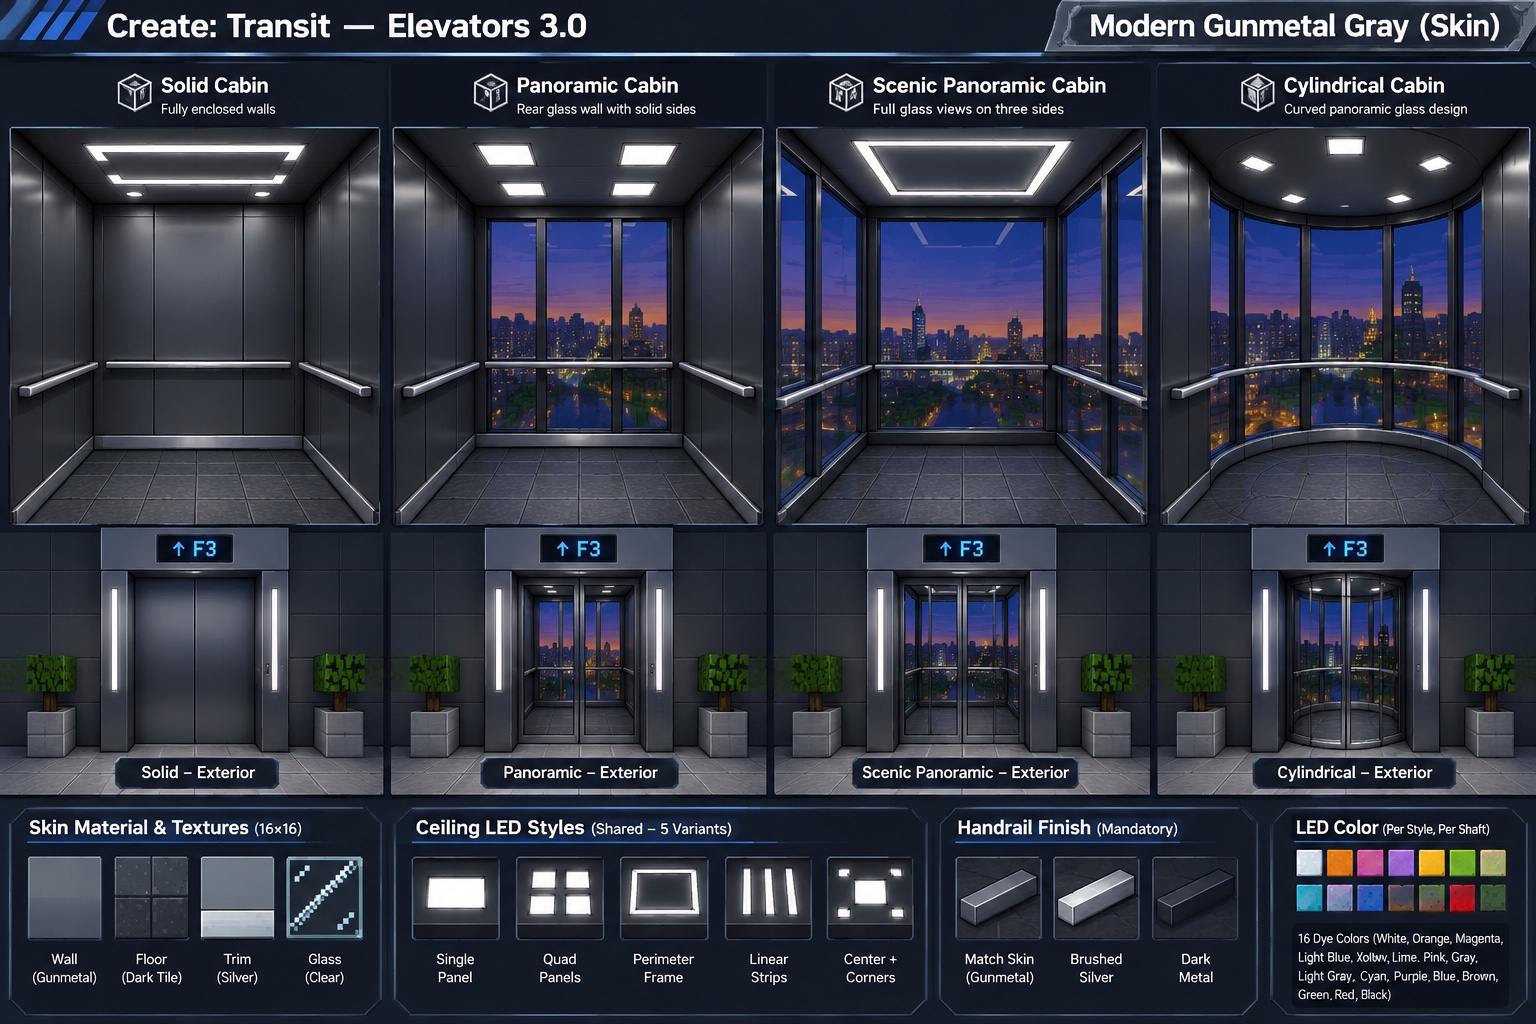 Create: Transit — Elevators 3.0
Modern Gunmetal Gray (Skin)
Solid Cabin
Fully enclosed walls
Panoramic Cabin
Rear glass wall with solid sides
Scenic Panoramic Cabin
Full glass views on three sides
Cylindrical Cabin
Curved panoramic glass design
↑ F3
↑ F3
↑ F3
↑ F3
Solid – Exterior
Panoramic – Exterior
Scenic Panoramic – Exterior
Cylindrical – Exterior
Skin Material & Textures (16×16)
Wall
(Gunmetal)
Floor
(Dark Tile)
Trim
(Silver)
Glass
(Clear)
Ceiling LED Styles (Shared – 5 Variants)
Single
Panel
Quad
Panels
Perimeter
Frame
Linear
Strips
Center +
Corners
Handrail Finish (Mandatory)
Match Skin
(Gunmetal)
Brushed
Silver
Dark
Metal
LED Color (Per Style, Per Shaft)
16 Dye Colors (White, Orange, Magenta,
Light Blue, Xollow, Lime. Pink, Gray,
Light Gray, Cyan, Purple, Blue, Brown,
Green, Red, Black)